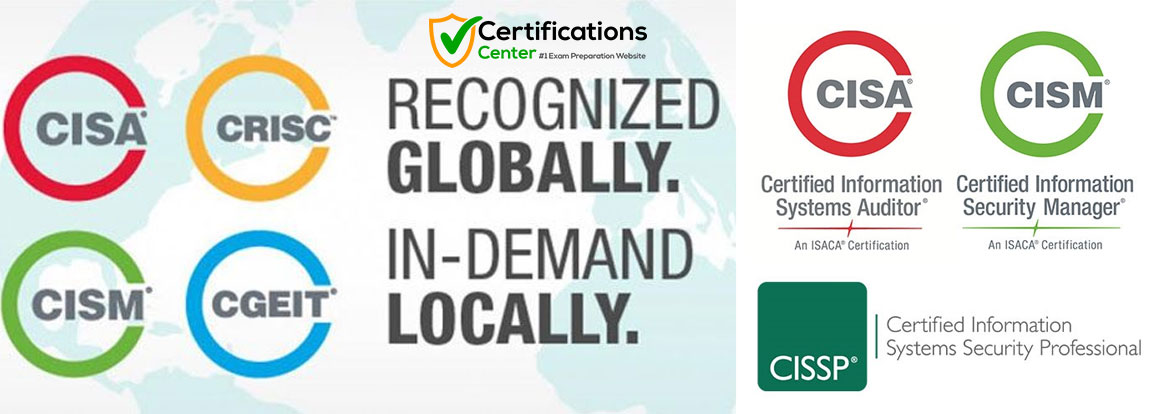 Certifications
Center #1 Exam Preparation Website
CISA®
CRISC™
RECOGNIZED
GLOBALLY.
CISM®
CGEIT®
IN-DEMAND
LOCALLY.
CISA®
Certified Information
Systems Auditor®
An ISACA® Certification
CISM®
Certified Information
Security Manager®
An ISACA® Certification
CISSP®
Certified Information
Systems Security Professional